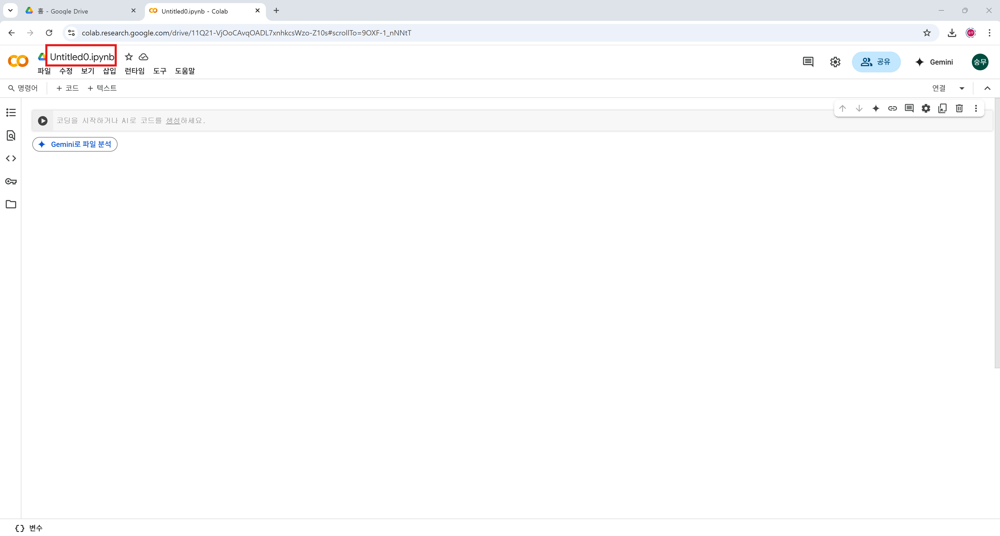 홈 - Google Drive
Untitled0.ipynb - Colab
colab.research.google.com/drive/11Q21-VjOoCAvqOADL7xnhkcsWzo-Z10s#scrollTo=9OXF-1_nNNtT
Untitled0.ipynb
파일 수정 보기 삽입 런타임 도구 도움말
공유
Gemini
숭무
명령어
+ 코드 + 텍스트
연결
코딩을 시작하거나 AI로 코드를 생성하세요.
Gemini로 파일 분석
변수